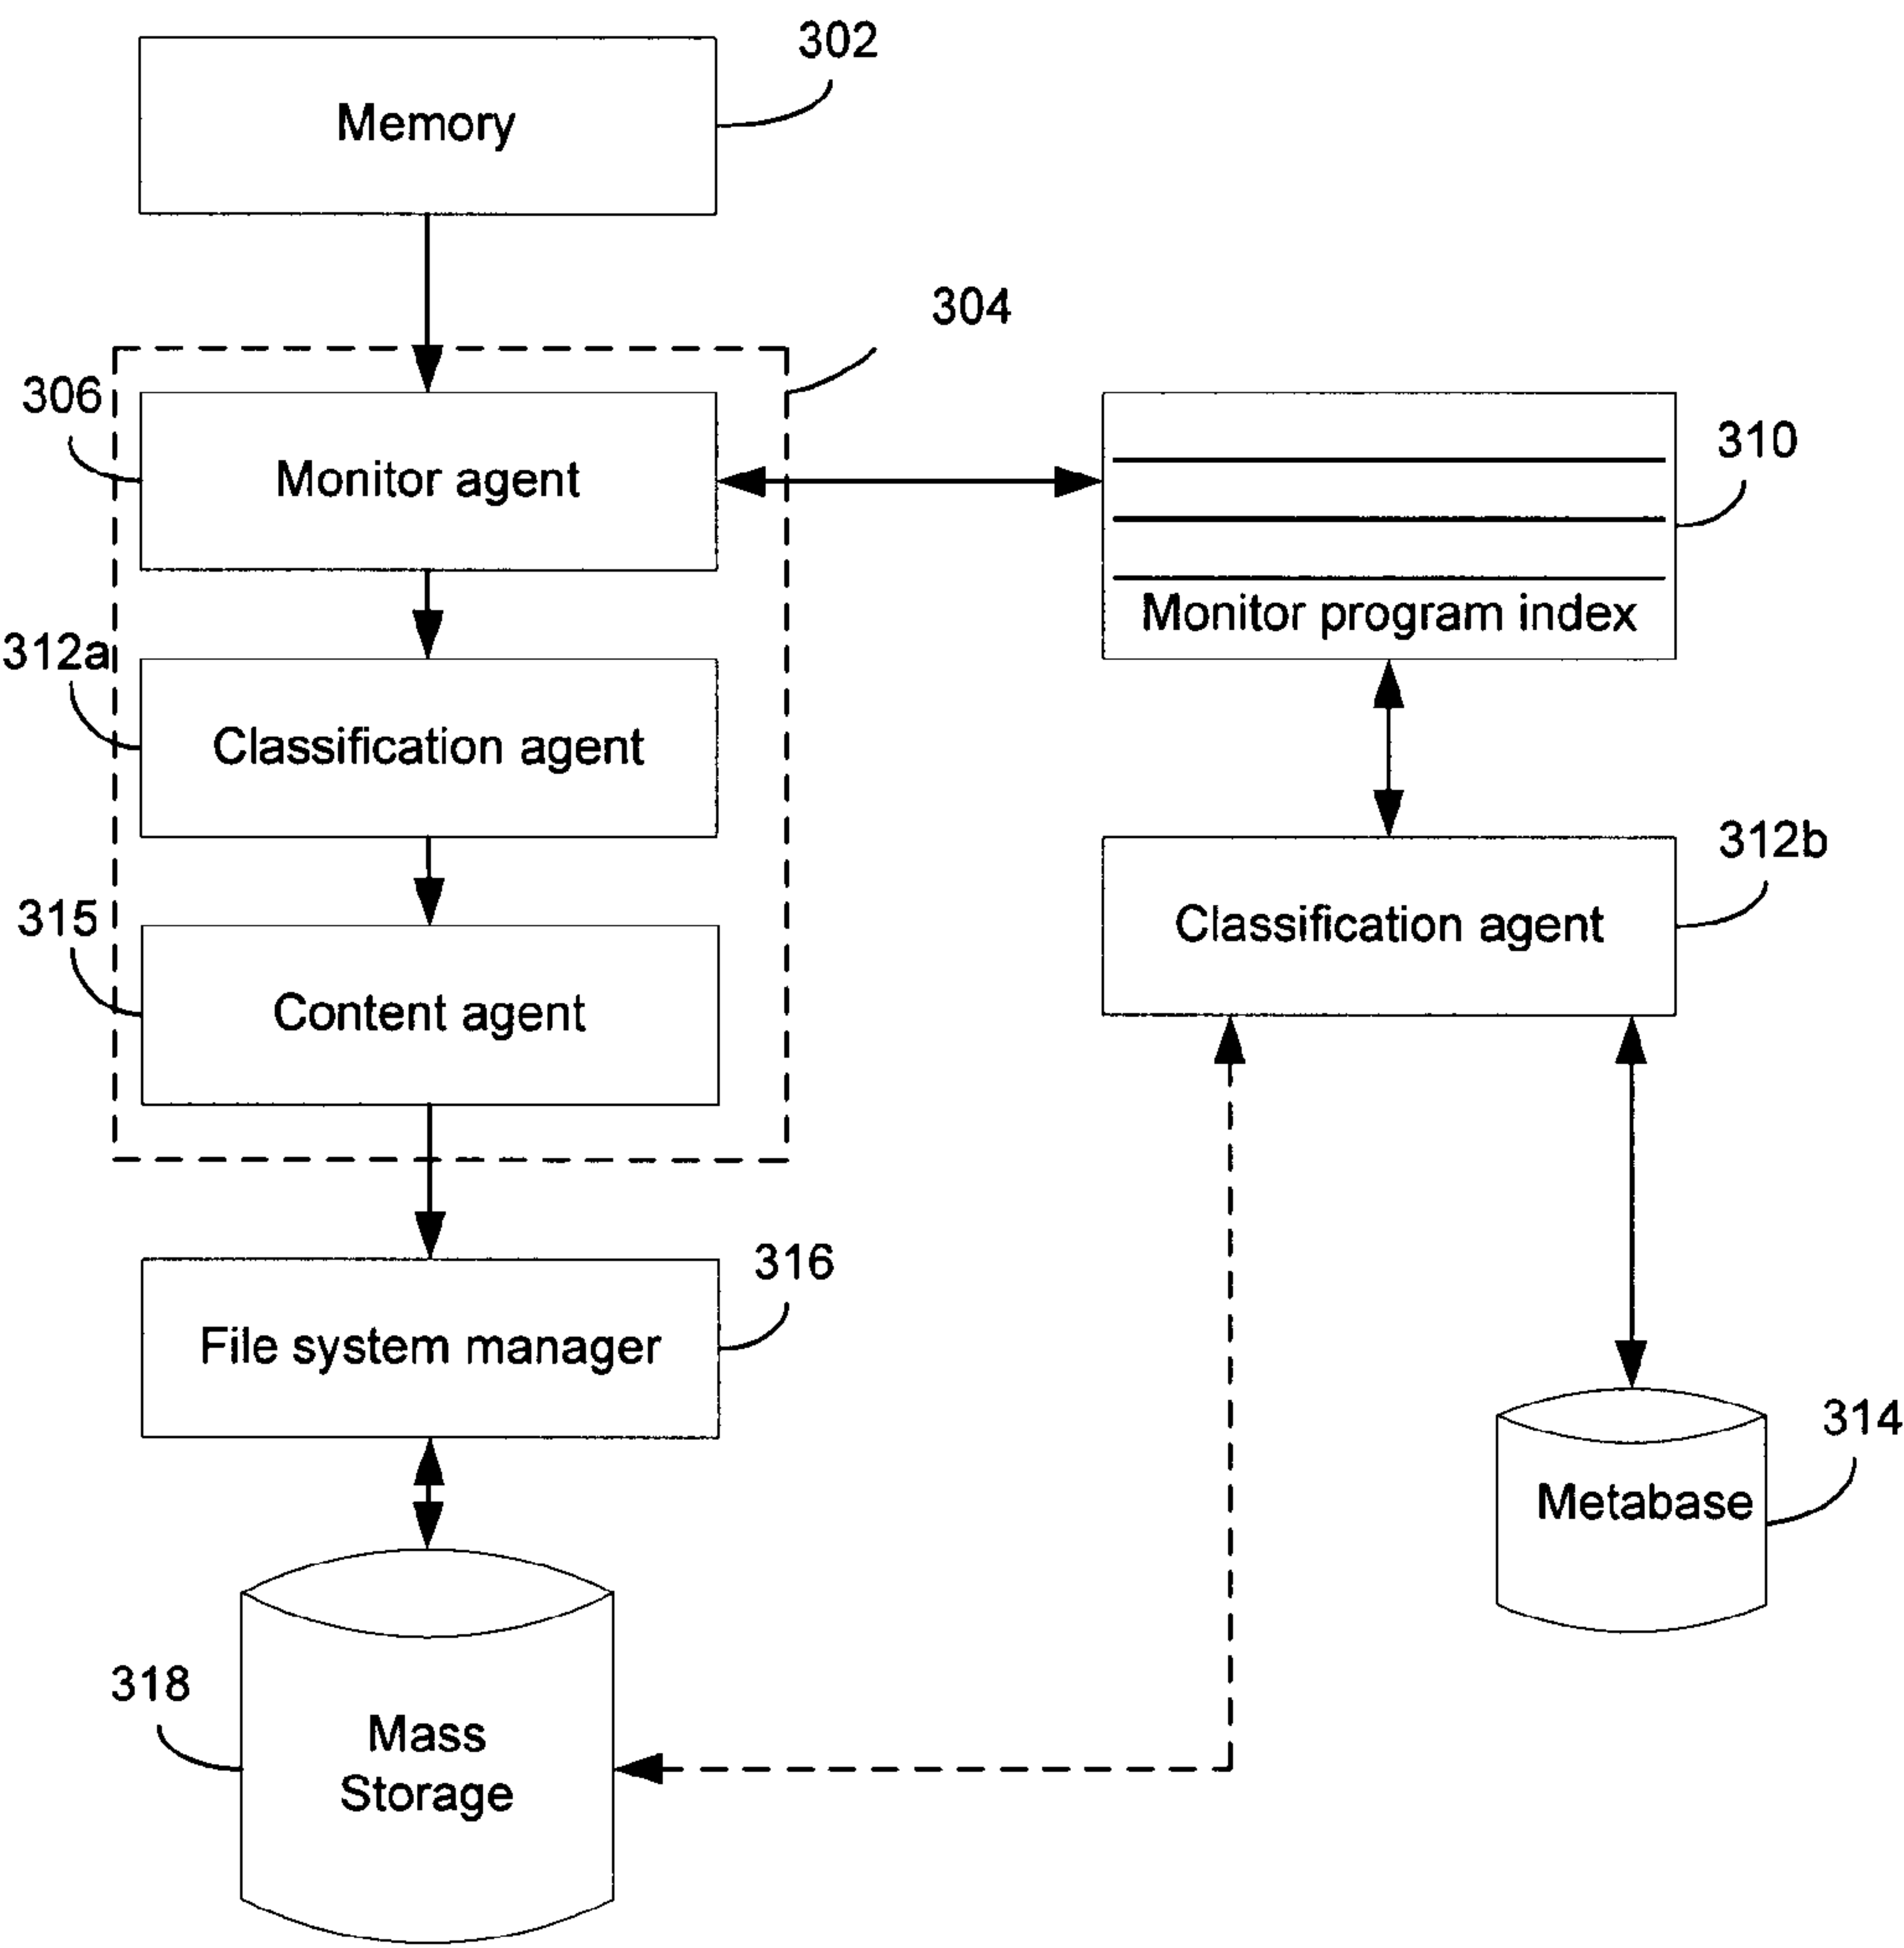 302
Memory
304
306
Monitor agent
310
Monitor program index
312a
Classification agent
312b
Classification agent
315
Content agent
316
File system manager
314
Metabase
318
Mass
Storage